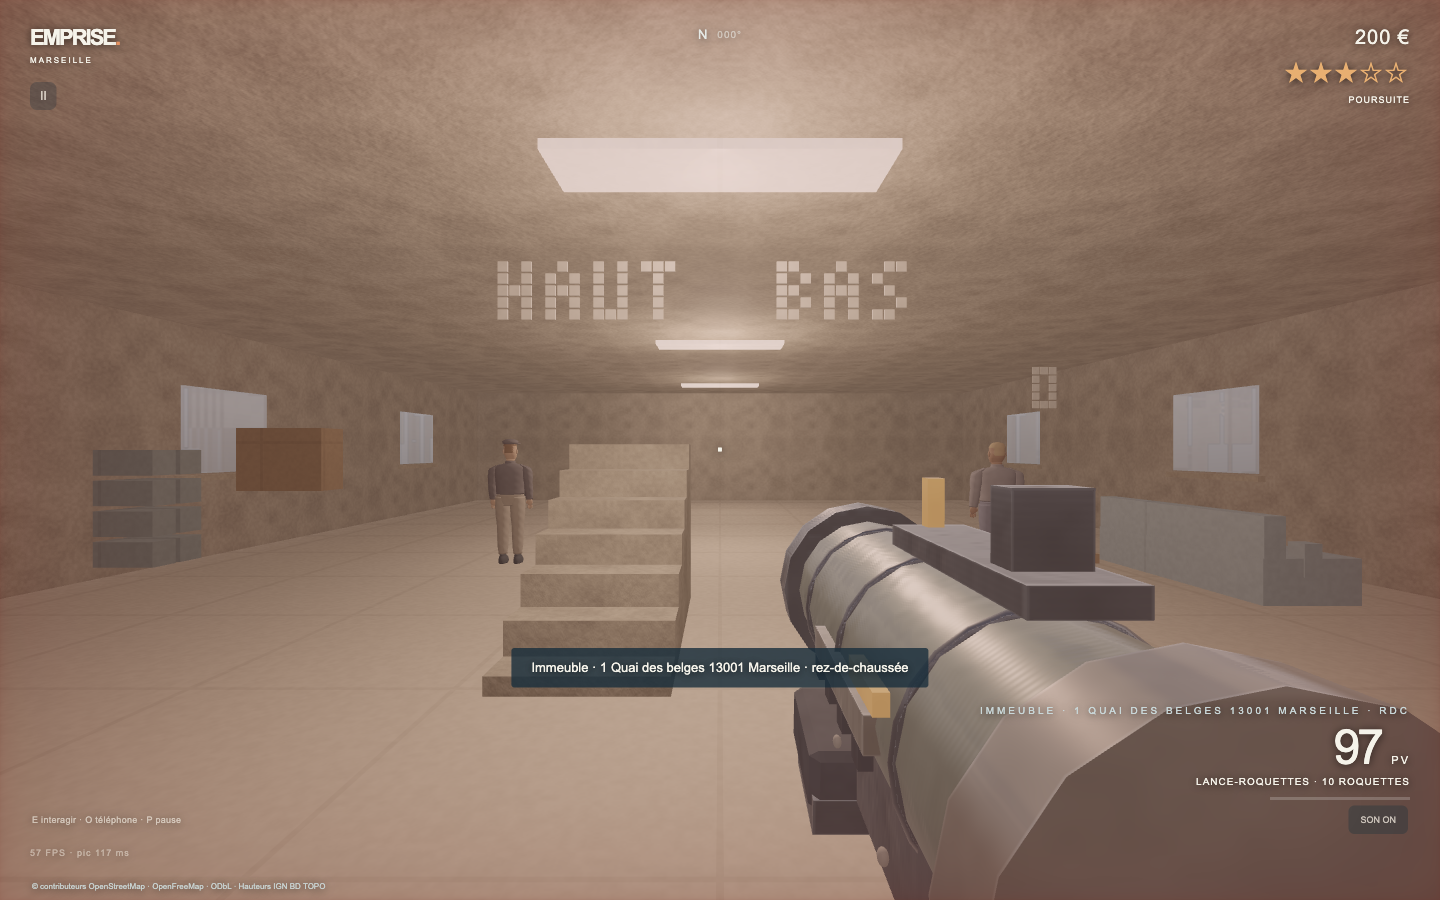 EMPRISE.
MARSEILLE
N 000°
200 €
POURSUITE
HAUT BAS
0
Immeuble · 1 Quai des belges 13001 Marseille · rez-de-chaussée
IMMEUBLE · 1 QUAI DES BELGES 13001 MARSEILLE · RDC
97 PV
LANCE-ROQUETTES · 10 ROQUETTES
SON ON
E interagir · O téléphone · P pause
57 FPS · pic 117 ms
© contributeurs OpenStreetMap · OpenFreeMap · ODbL · Hauteurs IGN BD TOPO